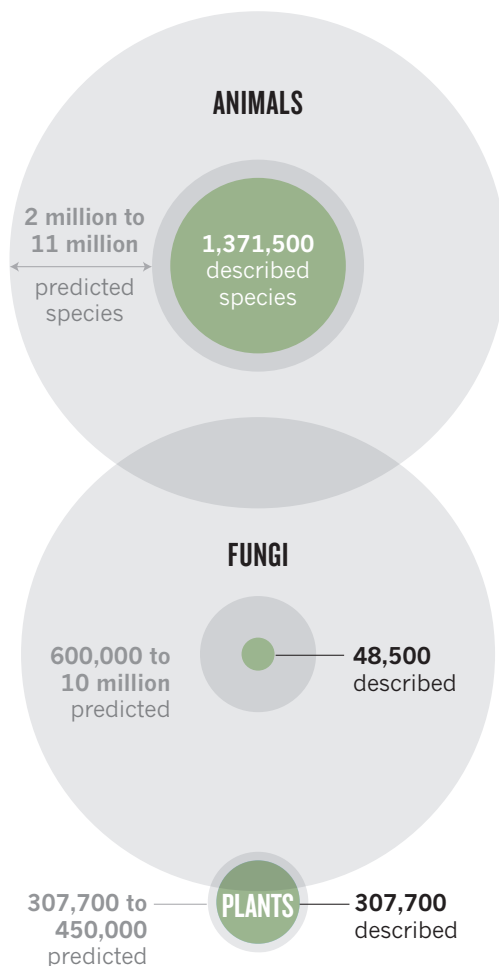 ANIMALS
2 million to
11 million
predicted
species
1,371,500
described
species
FUNGI
600,000 to
10 million
predicted
48,500
described
PLANTS
307,700 to
450,000
predicted
307,700
described